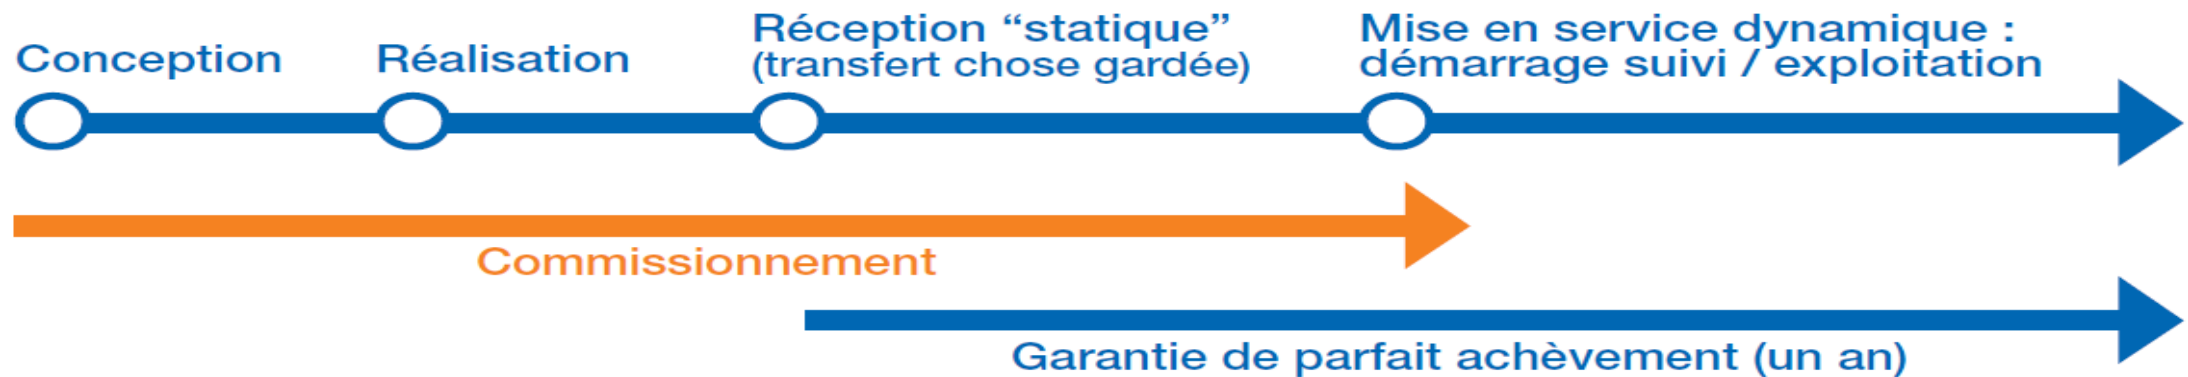 Conception
Réalisation
Réception “statique”
(transfert chose gardée)
Mise en service dynamique :
démarrage suivi / exploitation
Commissionnement
Garantie de parfait achèvement (un an)